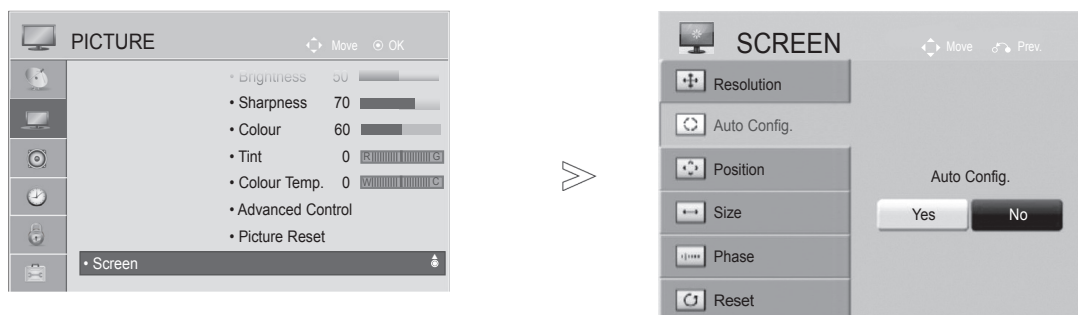 PICTURE
Move OK
• Brightness 50
• Sharpness 70
• Colour 60
• Tint 0 R G
• Colour Temp. 0 W C
• Advanced Control
• Picture Reset
• Screen
SCREEN
Move Prev.
Resolution
Auto Config.
Position
Size
Phase
Reset
Auto Config.
Yes No